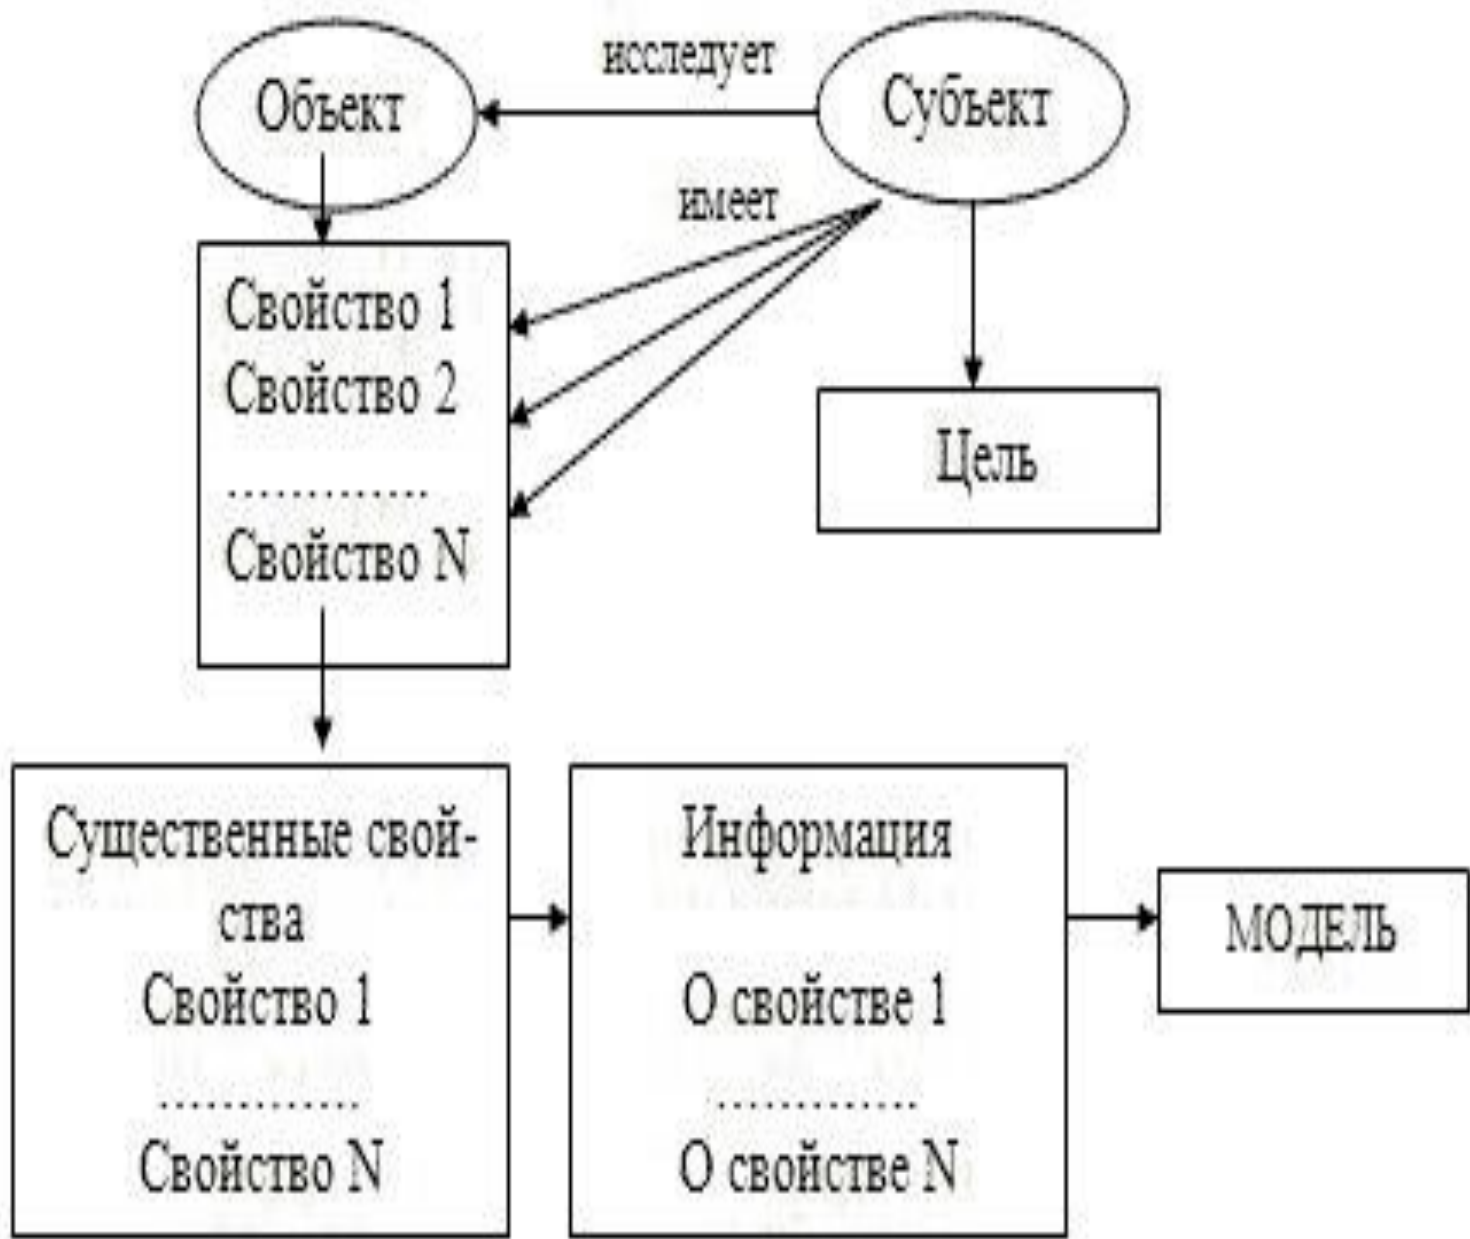 исследует
Объект
Субъект
имеет
Свойство 1
Свойство 2
.............
Свойство N
Цель
Существенные свой-
ства
Свойство 1
.............
Свойство N
Информация
О свойстве 1
.............
О свойстве N
МОДЕЛЬ